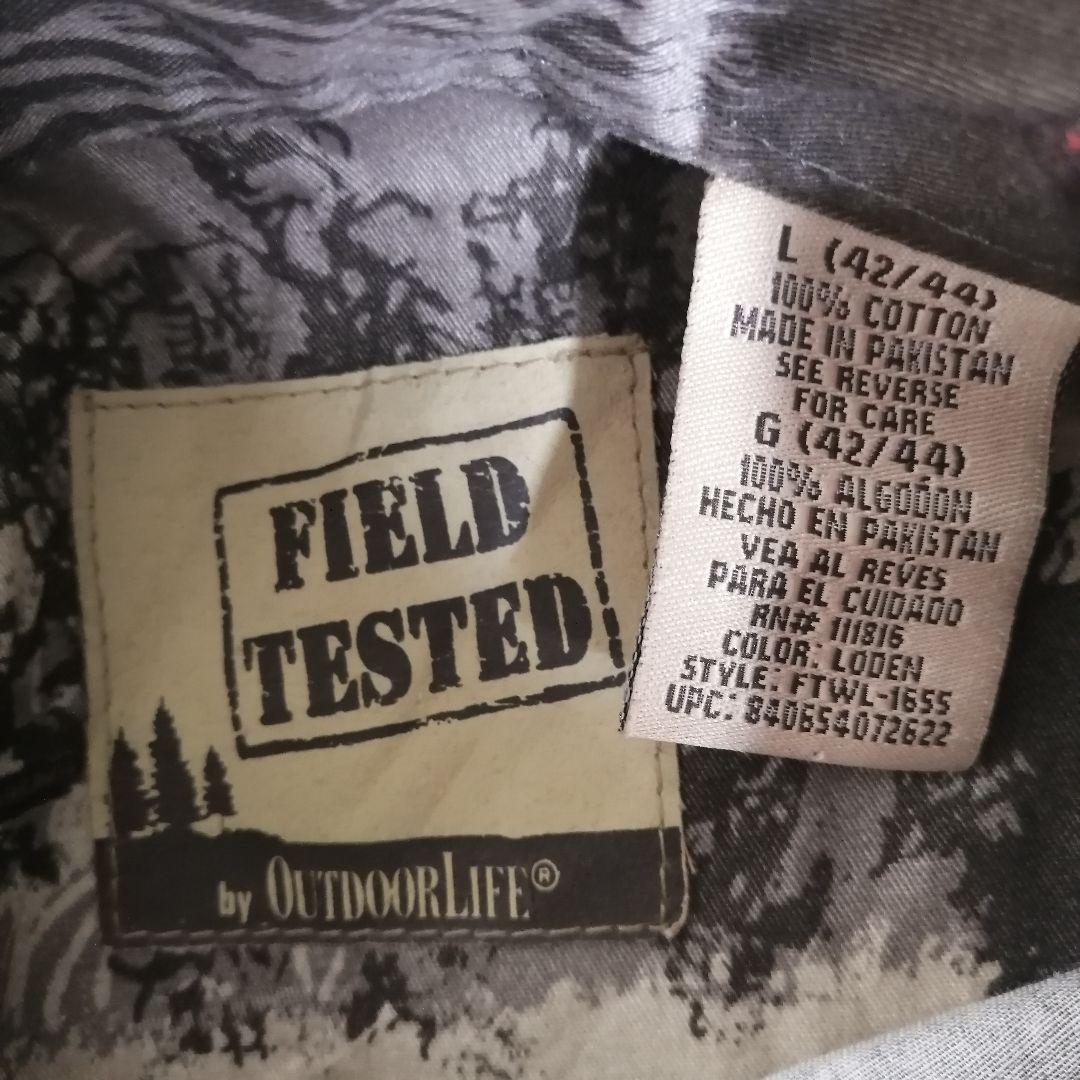 FIELD
TESTED
by OUTDOORLIFE®
L (42/44)
100% COTTON
MADE IN PAKISTAN
SEE REVERSE
FOR CARE
G (42/44)
100% ALGODÓN
HECHO EN PAKISTAN
VEA AL REVES
PARA EL CUIDADO
RN# 111816
COLOR: LODEN
STYLE: FTWL-1655
UPC: 840654072622